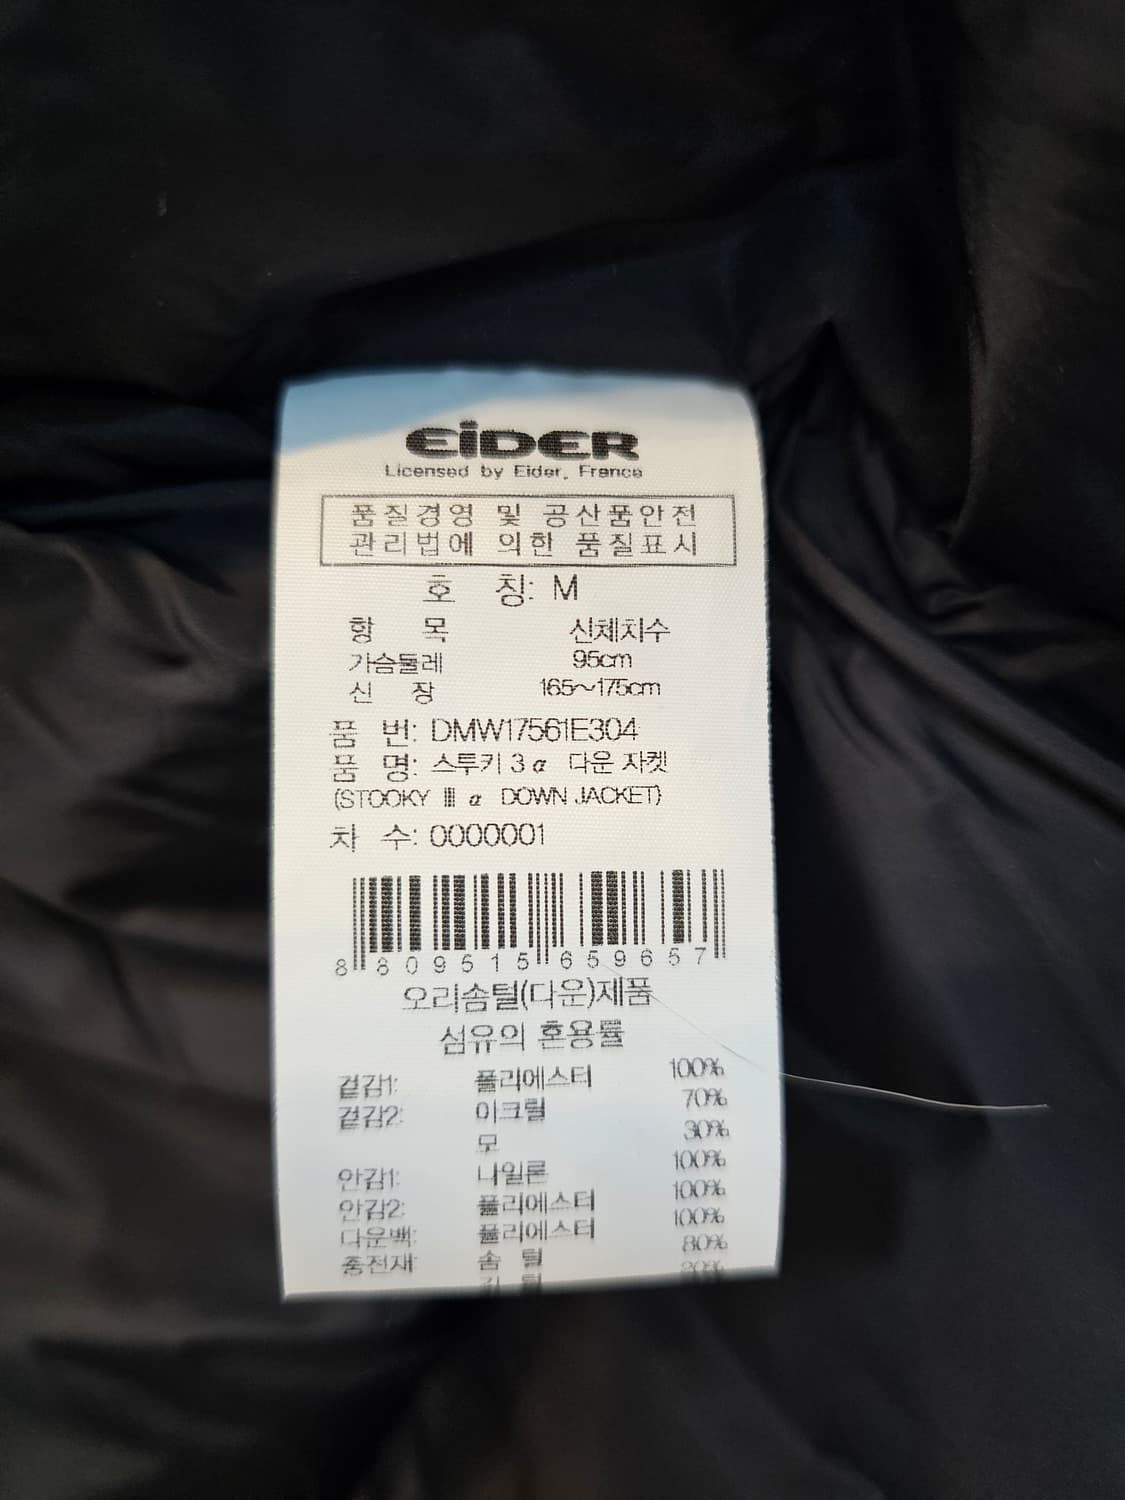 EiDER
Licensed by Eider, France
품질경영 및 공산품안전
관리법에 의한 품질표시
호 칭: M
항 목 신체치수
가슴둘레 95cm
신 장 165~175cm
품 번: DMW17561E304
품 명: 스투키 3 α 다운 자켓
(STOOKY Ⅲ α DOWN JACKET)
차 수: 0000001
8 809515 659657
오리솜털(다운)제품
섬유의 혼용률
겉감1: 폴리에스터 100%
겉감2: 아크릴 70%
모 30%
안감1: 나일론 100%
안감2: 폴리에스터 100%
다운백: 폴리에스터 100%
충전재: 솜 털 80%
깃 털 20%